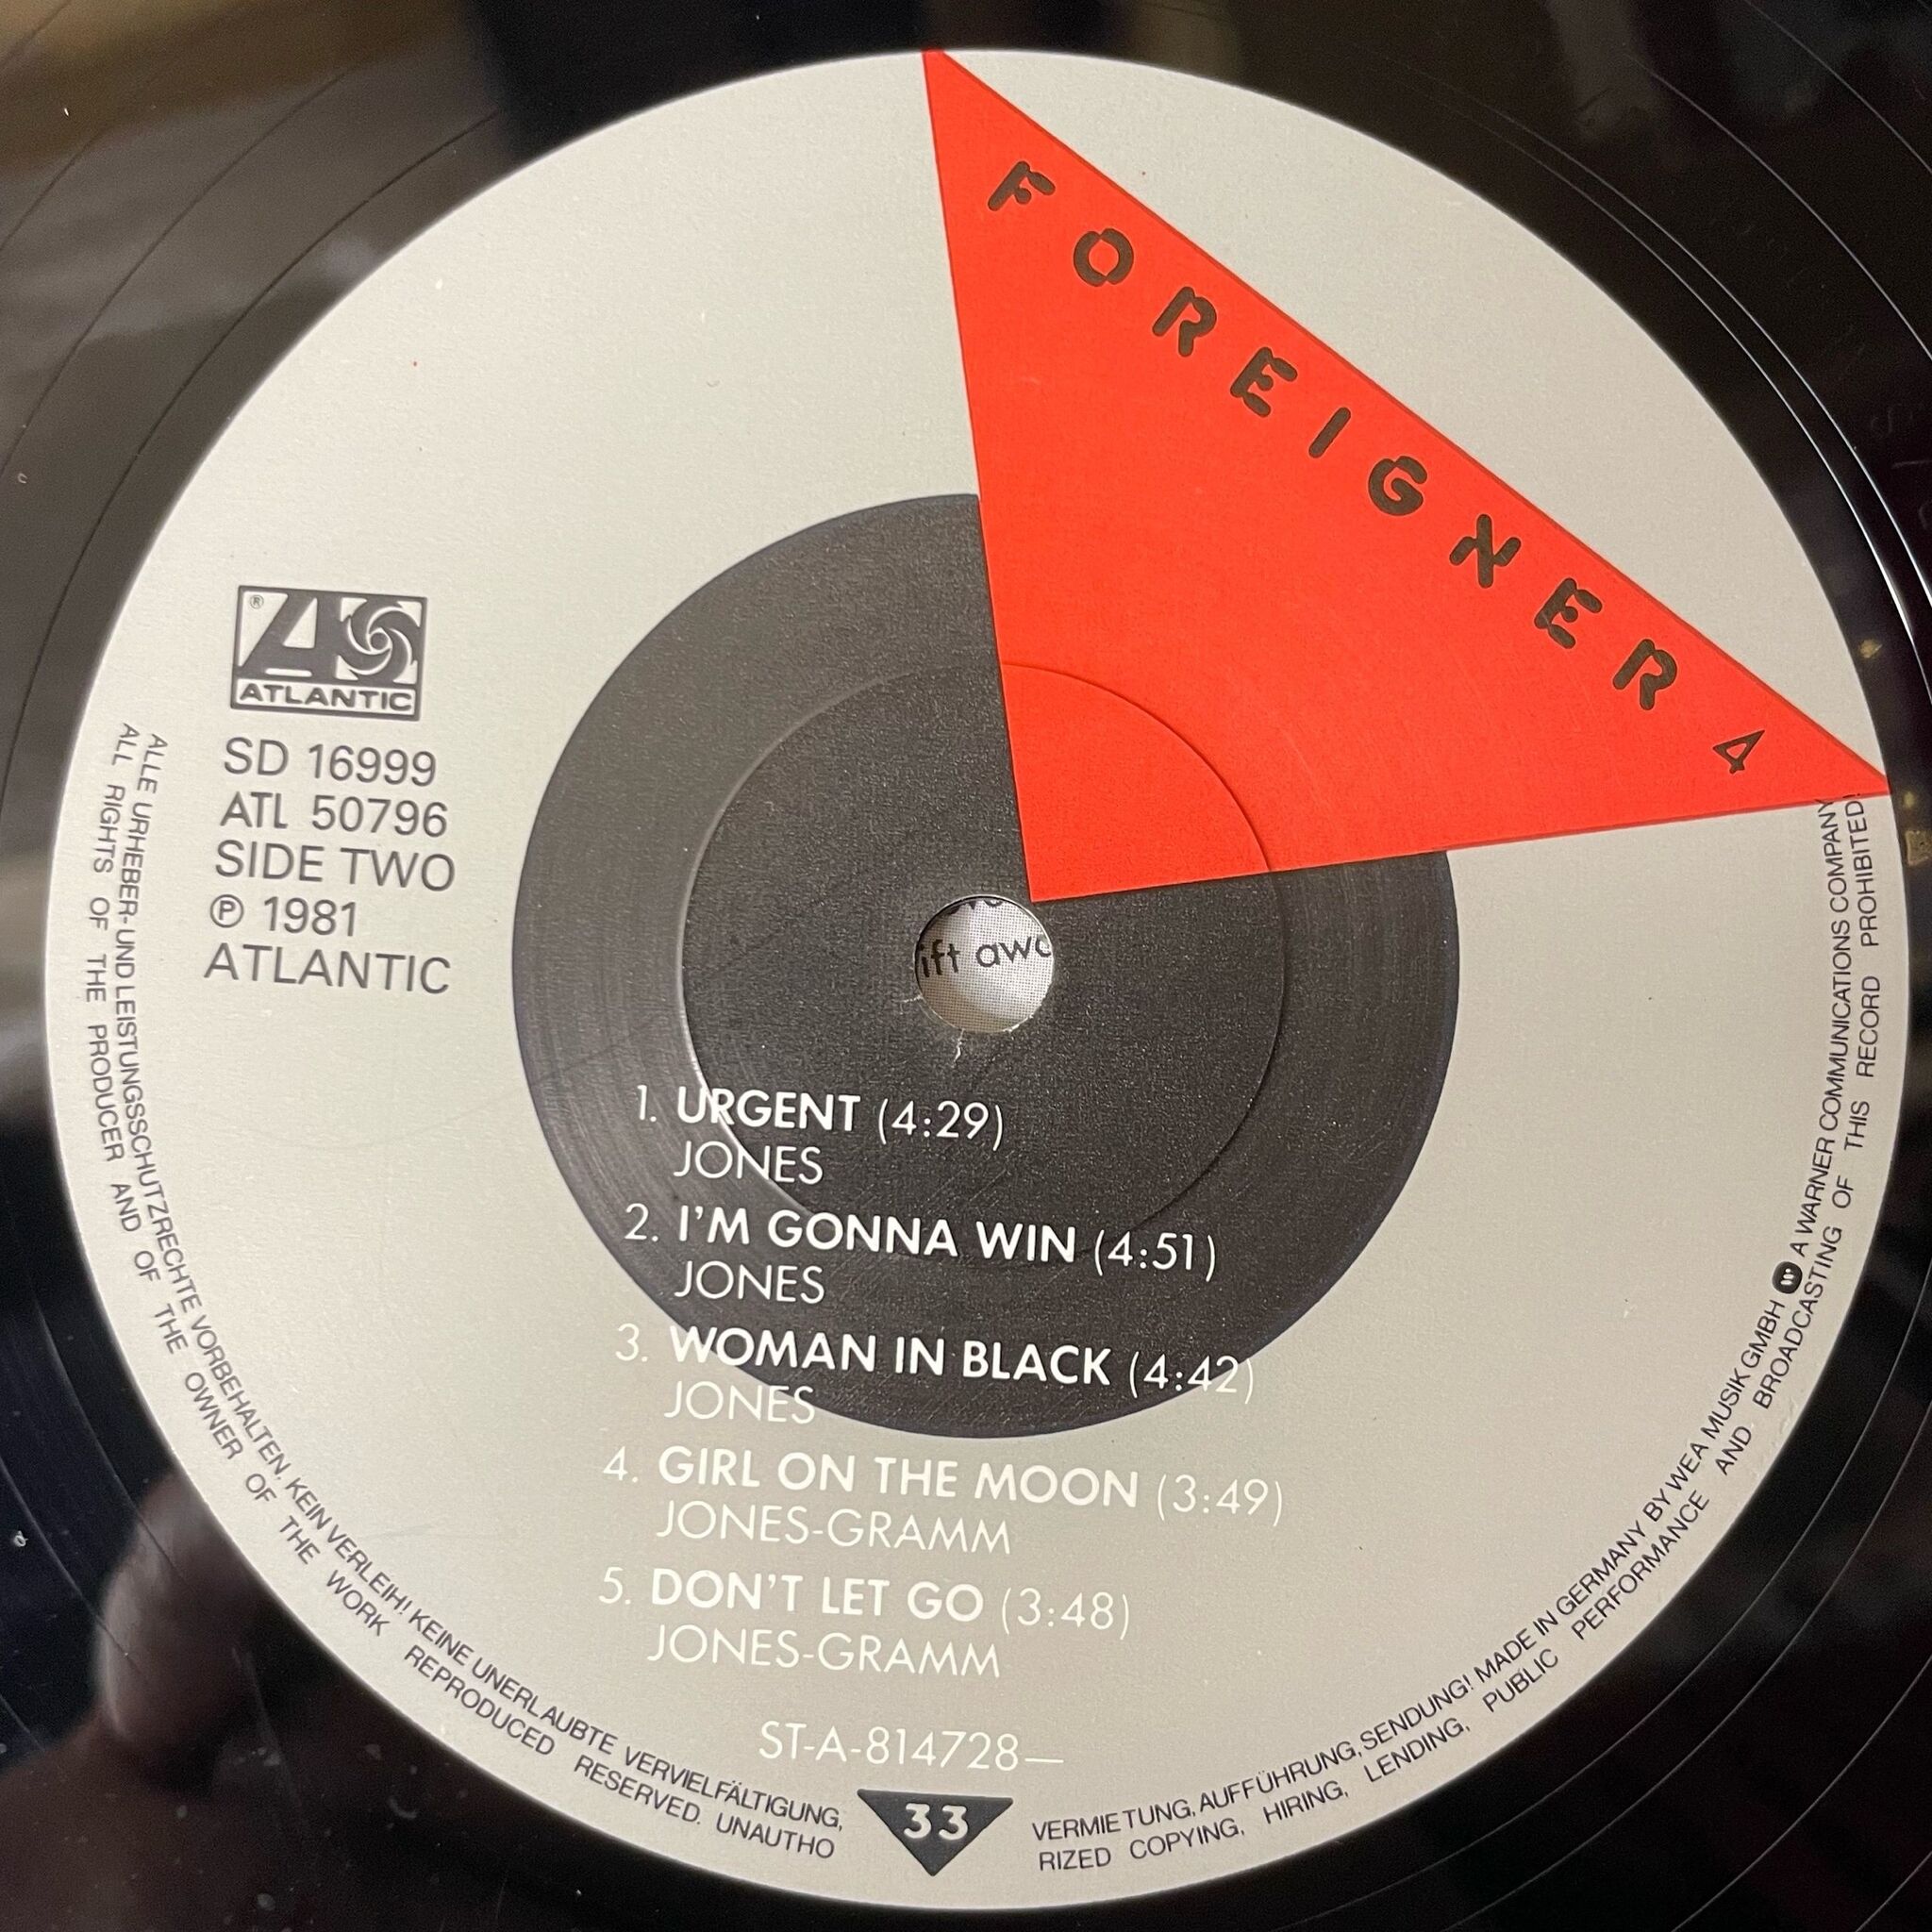 FOREIGNER 4
®
ATLANTIC
SD 16999
ATL 50796
SIDE TWO
℗ 1981
ATLANTIC
ift
1. URGENT (4:29)
JONES
2. I'M GONNA WIN (4:51)
JONES
3. WOMAN IN BLACK (4:42)
JONES
4. GIRL ON THE MOON (3:49)
JONES-GRAMM
5. DON'T LET GO (3:48)
JONES-GRAMM
ST-A-814728—
33
ALLE URHEBER- UND LEISTUNGSSCHUTZRECHTE VORBEHALTEN. KEIN VERLEIH! KEINE UNERLAUBTE VERVIELFÄLTIGUNG, VERMIETUNG, AUFFÜHRUNG, SENDUNG! MADE IN GERMANY BY WEA MUSIK GMBH A WARNER COMMUNICATIONS COMPANY
ALL RIGHTS OF THE PRODUCER AND OF THE OWNER OF THE WORK REPRODUCED RESERVED. UNAUTHORIZED COPYING, HIRING, LENDING, PUBLIC PERFORMANCE AND BROADCASTING OF THIS RECORD PROHIBITED!